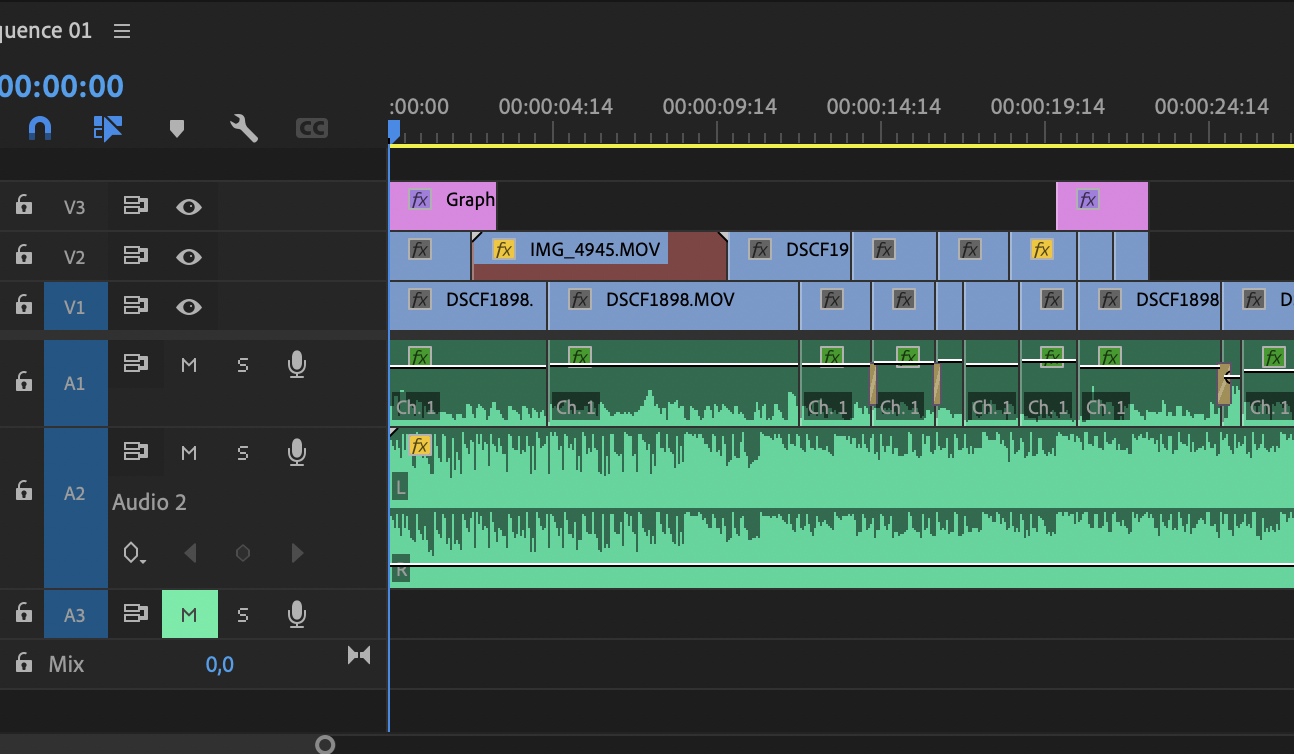 quence 01
00:00:00
CC
:00:00 00:00:04:14 00:00:09:14 00:00:14:14 00:00:19:14 00:00:24:14
V3 fx Graph fx
V2 fx fx IMG_4945.MOV fx DSCF19 fx fx fx
V1 fx DSCF1898. fx DSCF1898.MOV fx fx fx fx DSCF1898 fx D
A1 M S fx fx fx fx fx fx fx
Ch. 1 Ch. 1 Ch. 1 Ch. 1 Ch. 1 Ch. 1 Ch. 1 Ch. 1
A2 M S fx
L
Audio 2
R
A3 M S
Mix 0,0